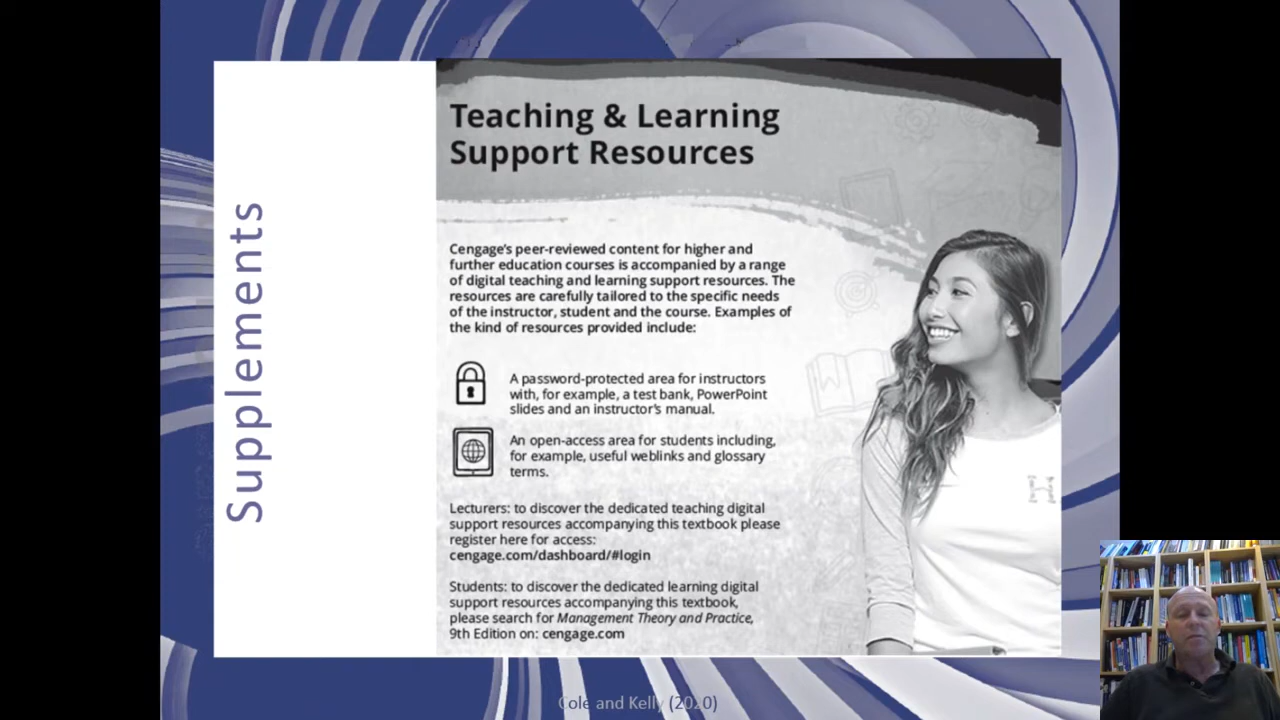 Supplements
Teaching & Learning
Support Resources
Cengage's peer-reviewed content for higher and
further education courses is accompanied by a range
of digital teaching and learning support resources. The
resources are carefully tailored to the specific needs
of the instructor, student and the course. Examples of
the kind of resources provided include:
A password-protected area for instructors
with, for example, a test bank, PowerPoint
slides and an instructor's manual.
An open-access area for students including,
for example, useful weblinks and glossary
terms.
Lecturers: to discover the dedicated teaching digital
support resources accompanying this textbook please
register here for access:
cengage.com/dashboard/#login
Students: to discover the dedicated learning digital
support resources accompanying this textbook,
please search for Management Theory and Practice,
9th Edition on: cengage.com
Cole and Kelly (2020)